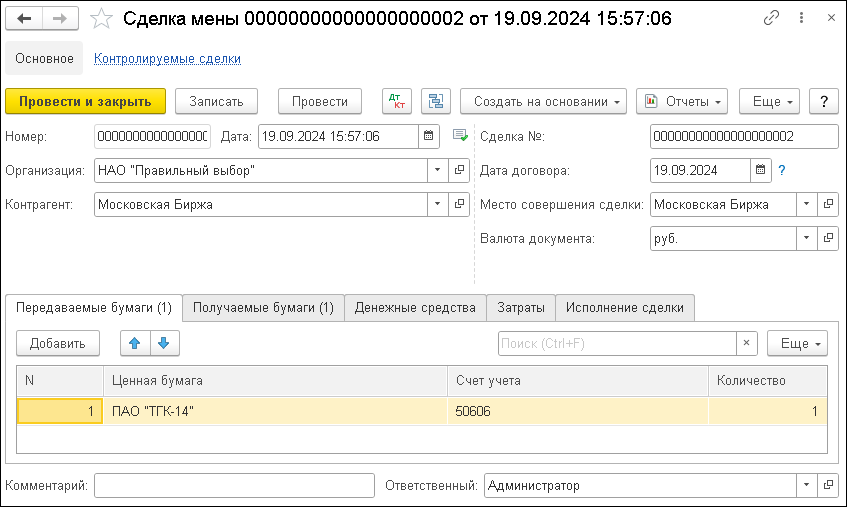 Сделка мены 00000000000000000002 от 19.09.2024 15:57:06
Основное Контролируемые сделки
Провести и закрыть Записать Провести Дт Кт Создать на основании Отчеты Еще ?
Номер: 0000000000000000 Дата: 19.09.2024 15:57:06 Сделка №: 00000000000000000002
Организация: НАО "Правильный выбор" Дата договора: 19.09.2024 ?
Контрагент: Московская Биржа Место совершения сделки: Московская Биржа
Валюта документа: руб.
Передаваемые бумаги (1) Получаемые бумаги (1) Денежные средства Затраты Исполнение сделки
Добавить Поиск (Ctrl+F) × Еще
N Ценная бумага Счет учета Количество
1 ПАО "ТГК-14" 50606 1
Комментарий: Ответственный: Администратор